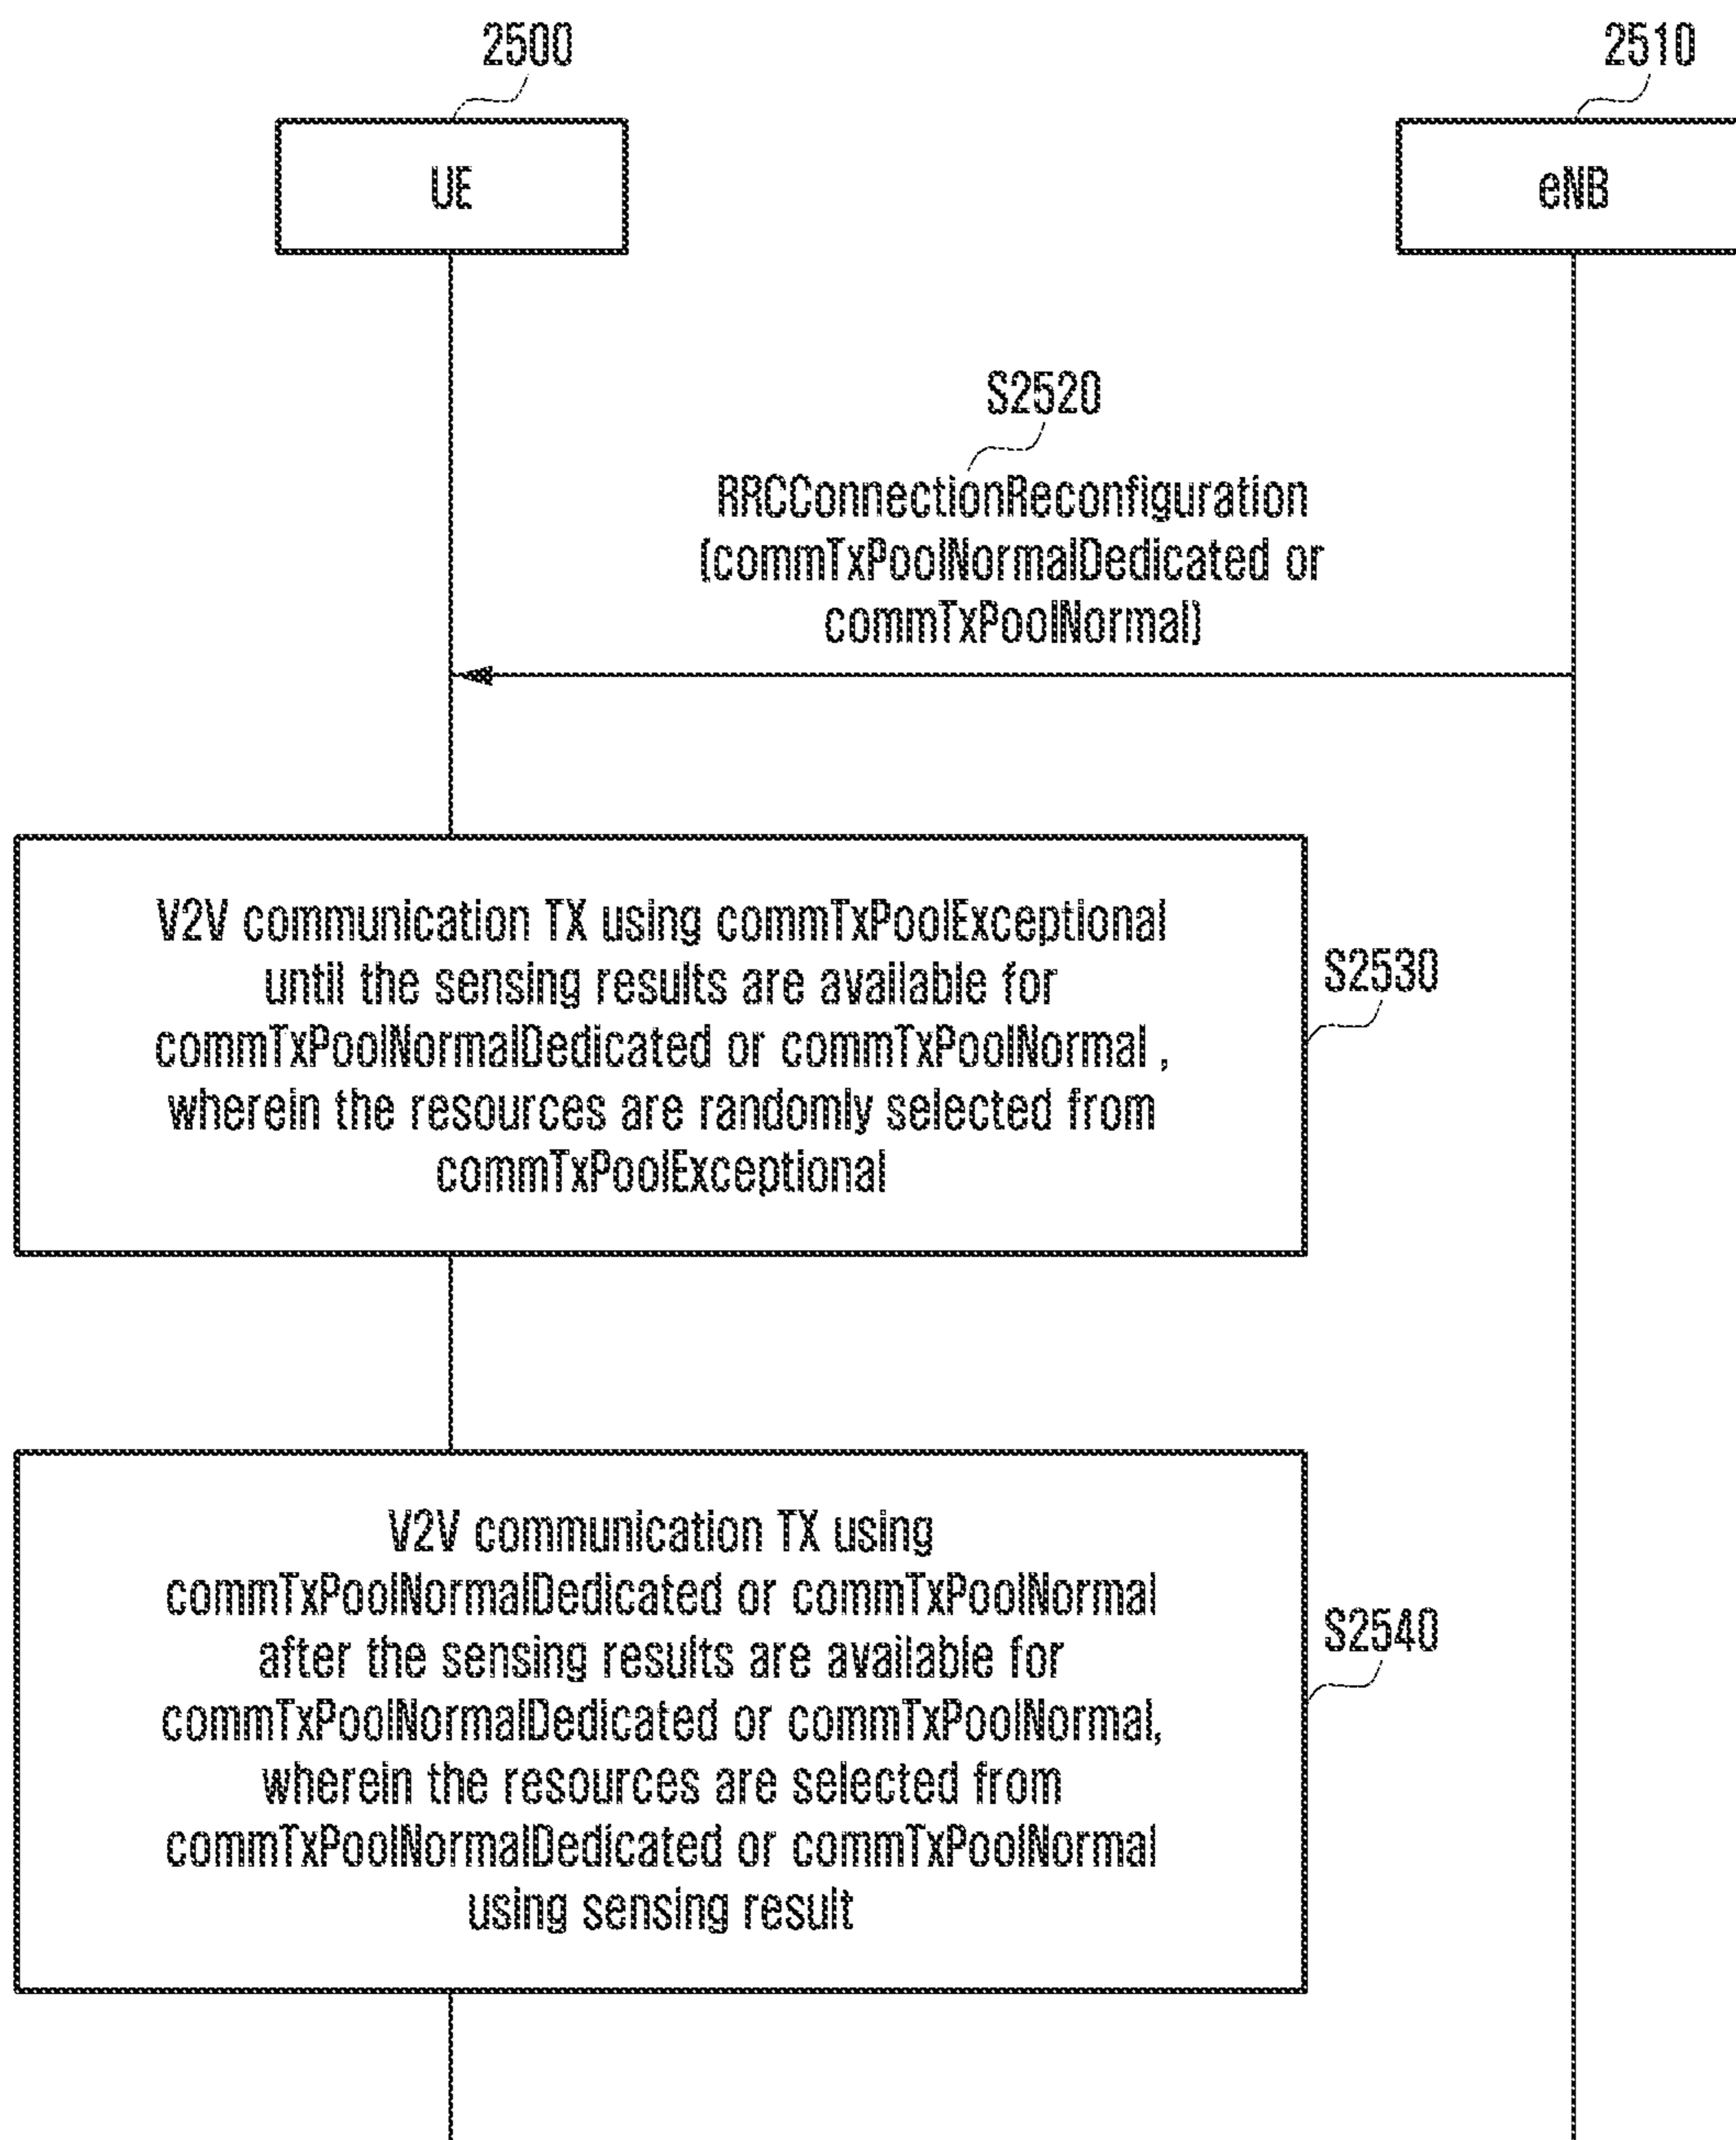 2500
2510
UE
eNB
S2520
RRCConnectionReconfiguration
(commTxPoolNormalDedicated or
commTxPoolNormal)
V2V communication TX using commTxPoolExceptional
until the sensing results are available for
commTxPoolNormalDedicated or commTxPoolNormal ,
wherein the resources are randomly selected from
commTxPoolExceptional
S2530
V2V communication TX using
commTxPoolNormalDedicated or commTxPoolNormal
after the sensing results are available for
commTxPoolNormalDedicated or commTxPoolNormal,
wherein the resources are selected from
commTxPoolNormalDedicated or commTxPoolNormal
using sensing result
S2540